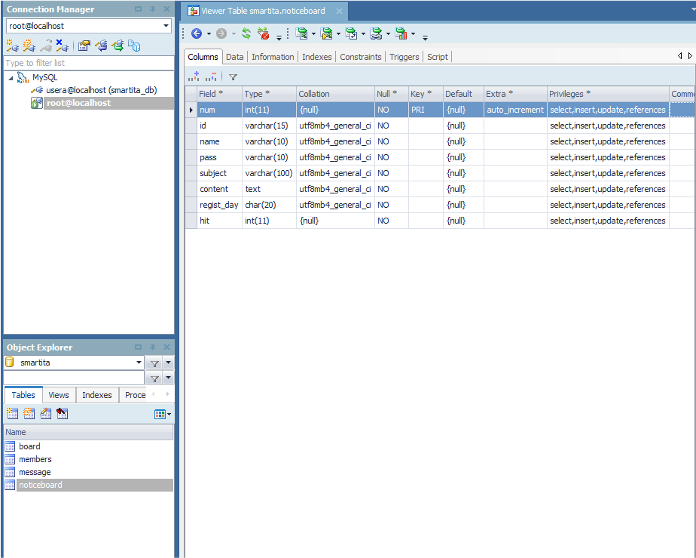 Connection Manager
root@localhost
Type to filter list
MySQL
usera@localhost (smartita_db)
root@localhost
Object Explorer
smartita
Tables Views Indexes Proce
Name
board
members
message
noticeboard
Viewer Table smartita.noticeboard
Columns Data Information Indexes Constraints Triggers Script
Field * Type * Collation Null * Key * Default Extra * Privileges * Comme
num int(11) {null} NO PRI {null} auto_increment select,insert,update,references
id varchar(15) utf8mb4_general_ci NO {null} select,insert,update,references
name varchar(10) utf8mb4_general_ci NO {null} select,insert,update,references
pass varchar(10) utf8mb4_general_ci NO {null} select,insert,update,references
subject varchar(100) utf8mb4_general_ci NO {null} select,insert,update,references
content text utf8mb4_general_ci NO {null} select,insert,update,references
regist_day char(20) utf8mb4_general_ci NO {null} select,insert,update,references
hit int(11) {null} NO {null} select,insert,update,references